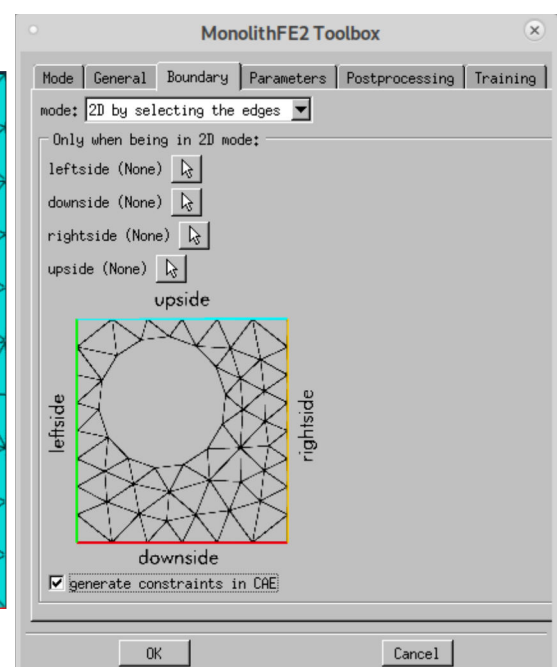 MonolithFE2 Toolbox
Mode General Boundary Parameters Postprocessing Training
mode: 2D by selecting the edges
Only when being in 2D mode:
leftside (None)
downside (None)
rightside (None)
upside (None)
upside
leftside
rightside
downside
generate constraints in CAE
OK Cancel